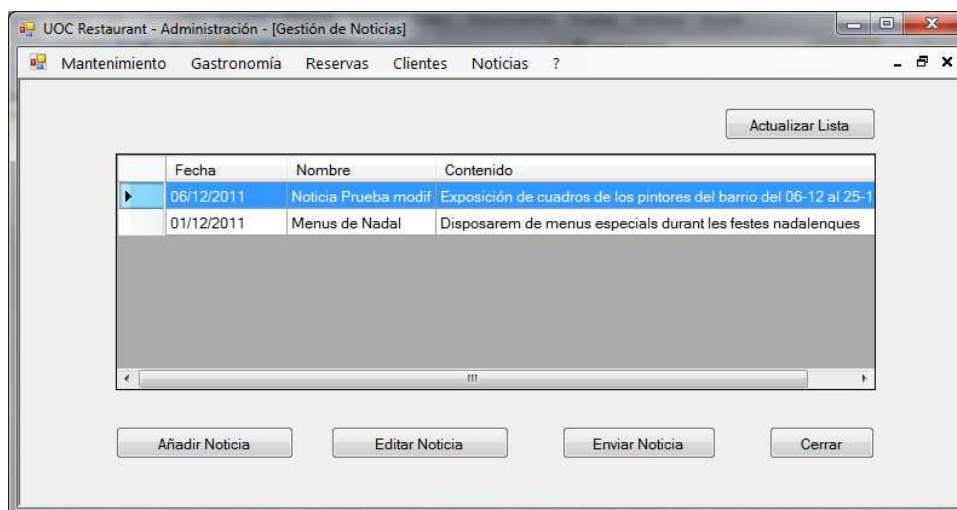 UOC Restaurant - Administración - [Gestión de Noticias]
Mantenimiento Gastronomía Reservas Clientes Noticias ?
Actualizar Lista
Fecha Nombre Contenido
06/12/2011 Noticia Prueba modif Exposición de cuadros de los pintores del barrio del 06-12 al 25-1
01/12/2011 Menus de Nadal Disposarem de menus especials durant les festes nadalenques
Añadir Noticia Editar Noticia Enviar Noticia Cerrar